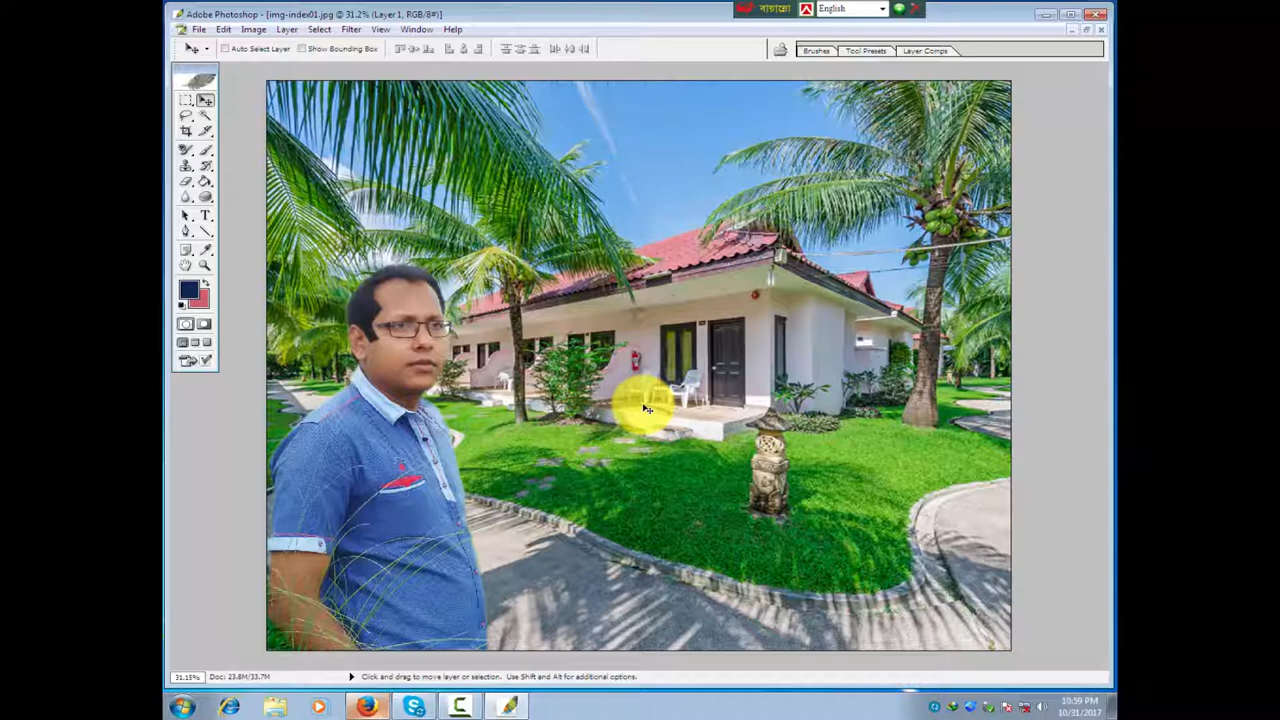 Adobe Photoshop - [img-index01.jpg @ 31.2% (Layer 1, RGB/8#)]
বায়ান্নো
English
File Edit Image Layer Select Filter View Window Help
Auto Select Layer Show Bounding Box
Brushes Tool Presets Layer Comps
31.15% Doc: 23.8M/33.7M Click and drag to move layer or selection. Use Shift and Alt for additional options.
10:59 PM
10/31/2017